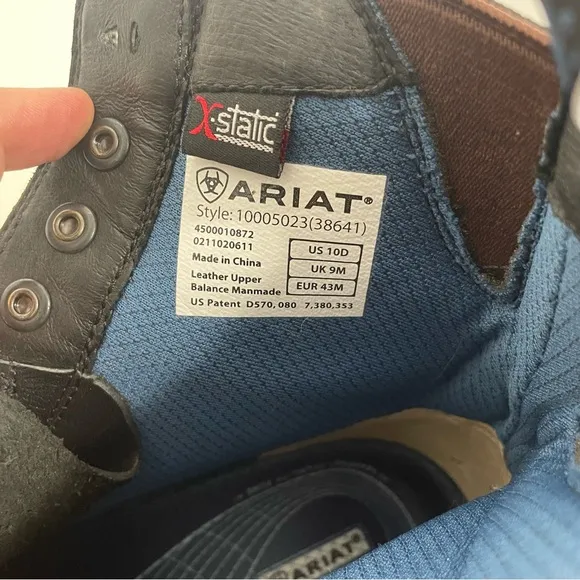 X-static
ARIAT®
Style: 10005023(38641)
4500010872
0211020611
Made in China
Leather Upper
Balance Manmade
US 10D
UK 9M
EUR 43M
US Patent D570,080 7,380,353
ARIAT